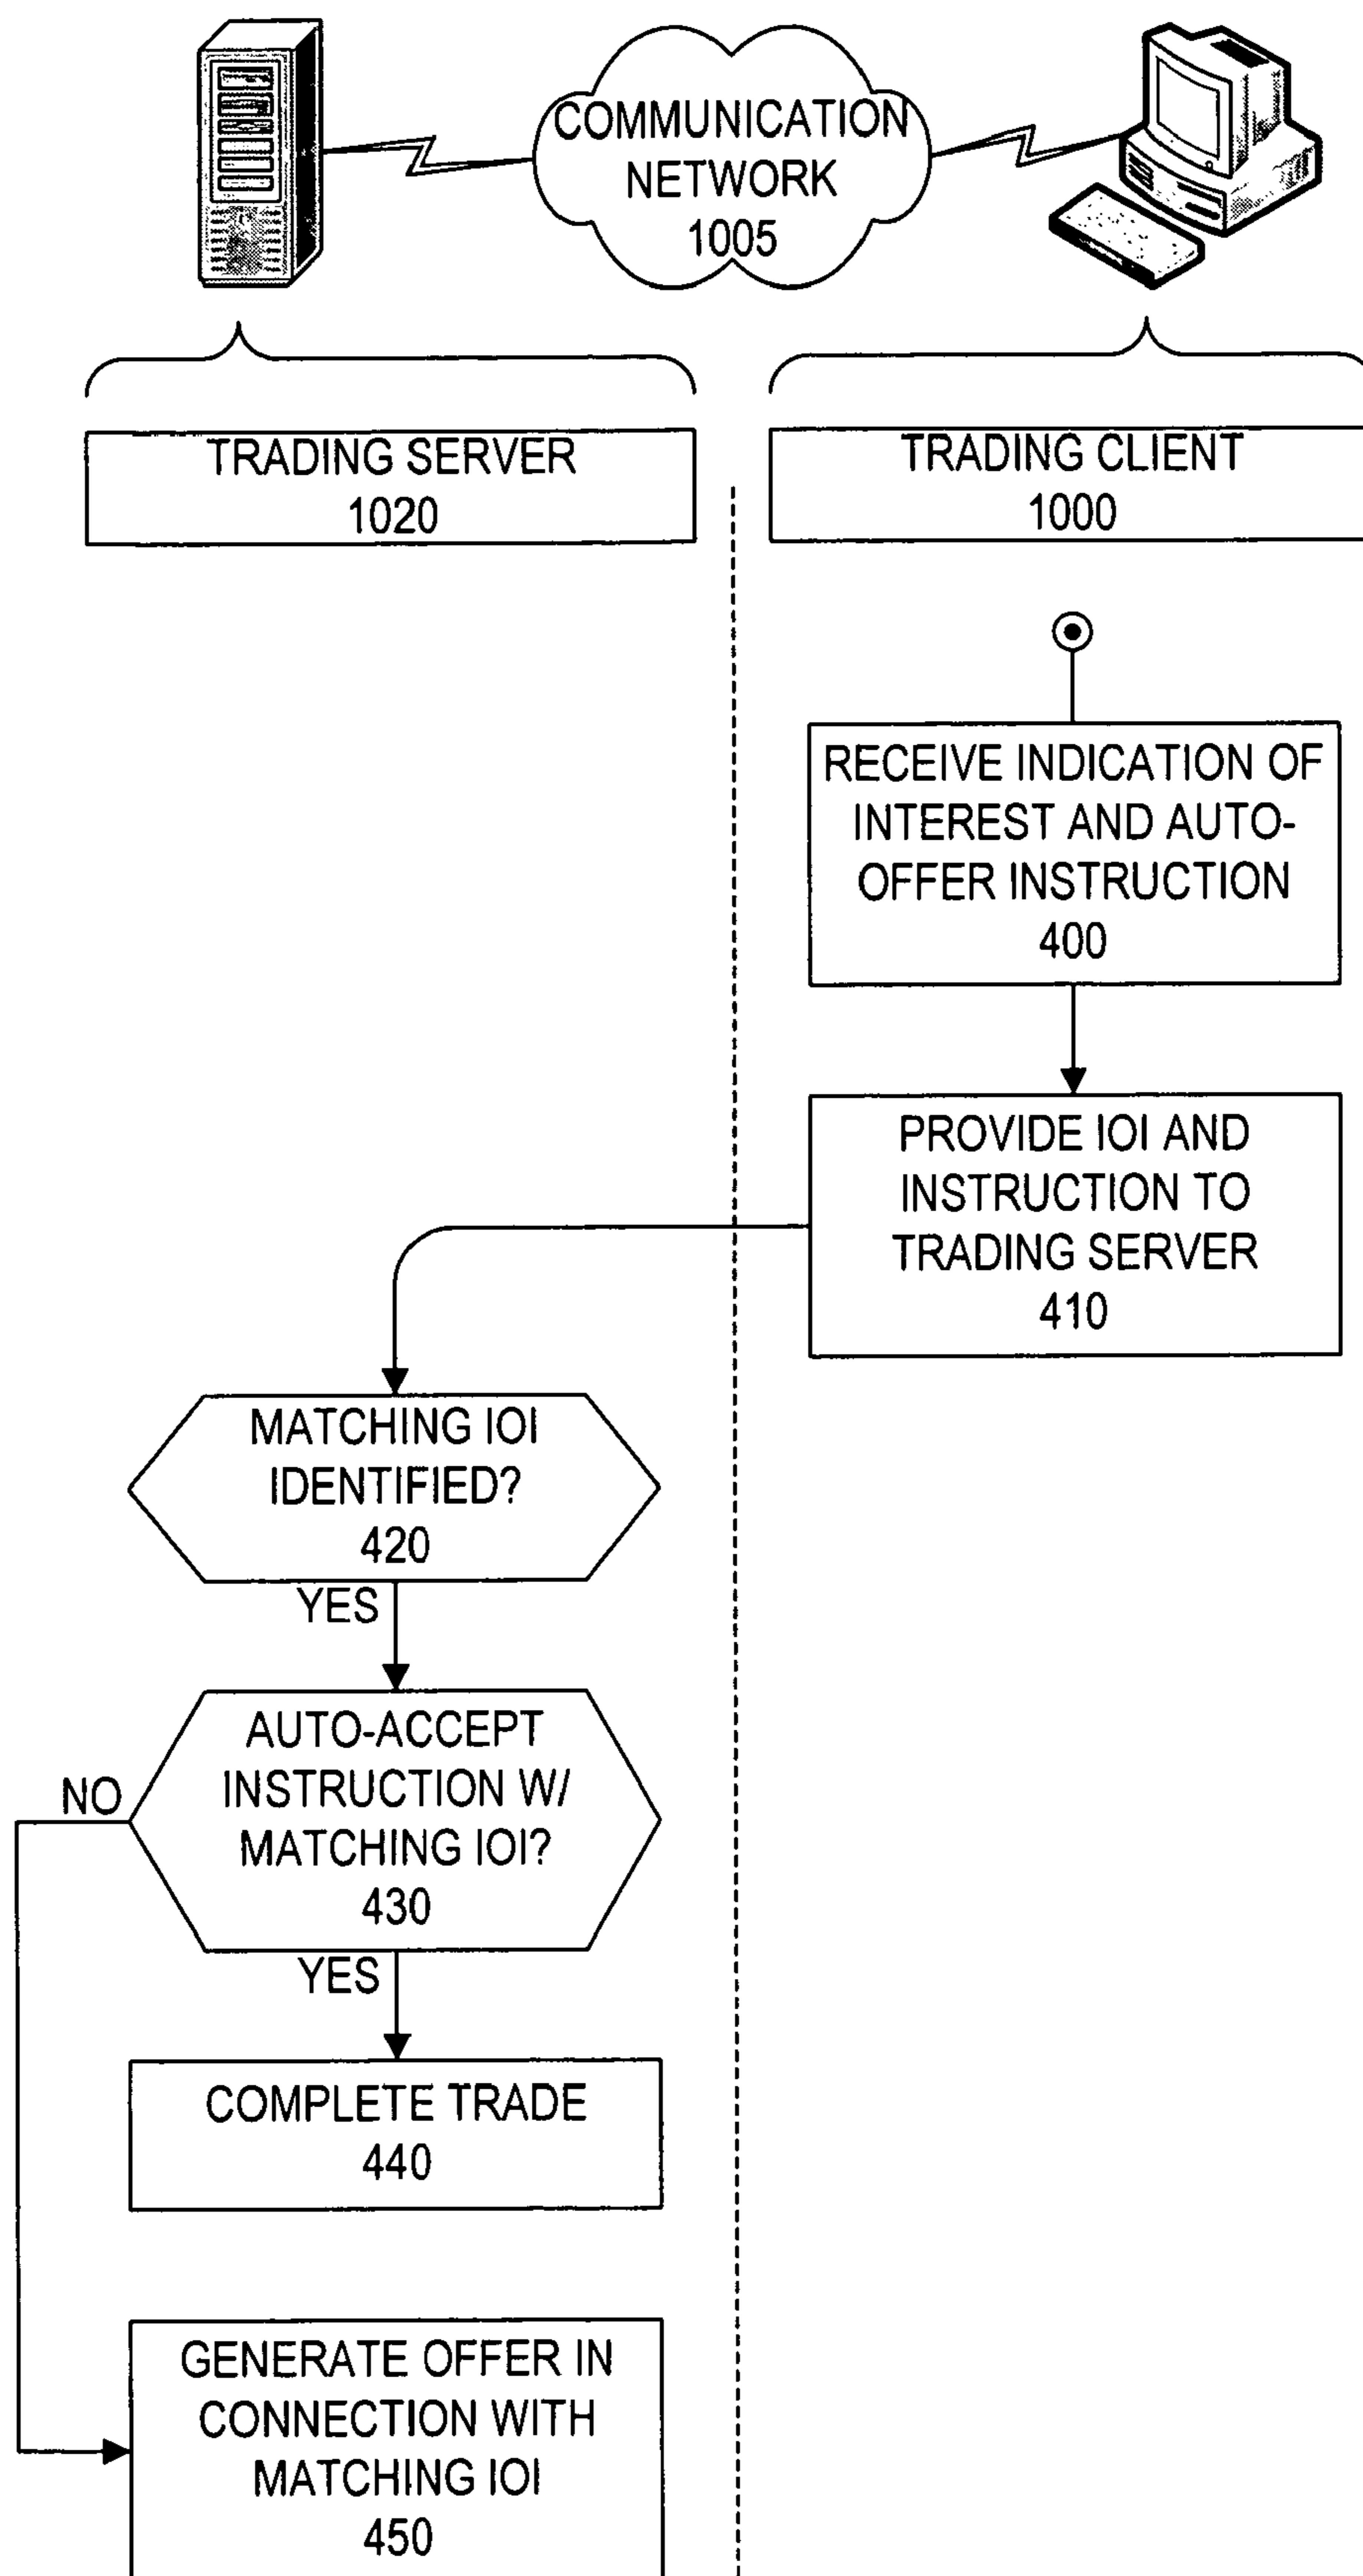 COMMUNICATION
NETWORK
1005
TRADING SERVER
1020
TRADING CLIENT
1000
RECEIVE INDICATION OF
INTEREST AND AUTO-
OFFER INSTRUCTION
400
PROVIDE IOI AND
INSTRUCTION TO
TRADING SERVER
410
MATCHING IOI
IDENTIFIED?
420
YES
AUTO-ACCEPT
INSTRUCTION W/
MATCHING IOI?
430
NO
YES
COMPLETE TRADE
440
GENERATE OFFER IN
CONNECTION WITH
MATCHING IOI
450